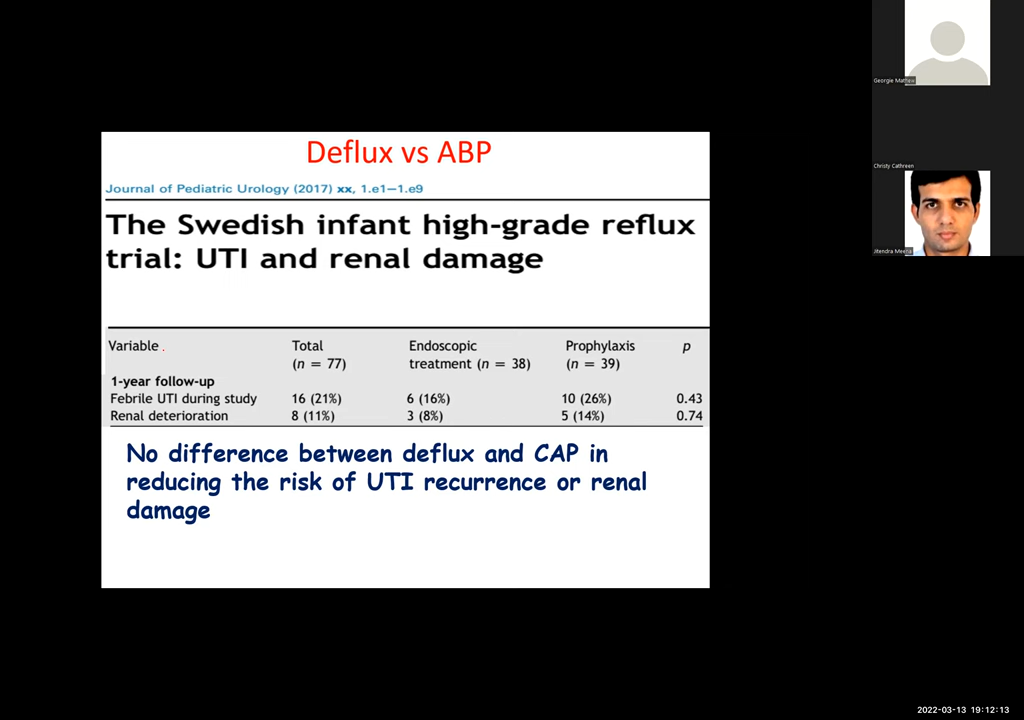 Deflux vs ABP
Journal of Pediatric Urology (2017) xx, 1.e1–1.e9
The Swedish infant high-grade reflux
trial: UTI and renal damage
Variable Total Endoscopic Prophylaxis p
(n = 77) treatment (n = 38) (n = 39)
1-year follow-up
Febrile UTI during study 16 (21%) 6 (16%) 10 (26%) 0.43
Renal deterioration 8 (11%) 3 (8%) 5 (14%) 0.74
No difference between deflux and CAP in
reducing the risk of UTI recurrence or renal
damage
Georgie Mathew
Christy Cathreen
Jitendra Meena
2022-03-13 19:12:13